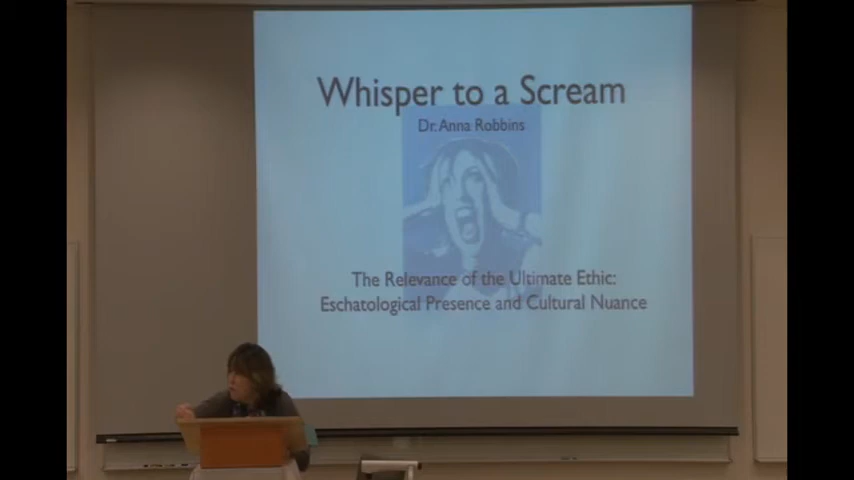 Whisper to a Scream
Dr. Anna Robbins
The Relevance of the Ultimate Ethic:
Eschatological Presence and Cultural Nuance